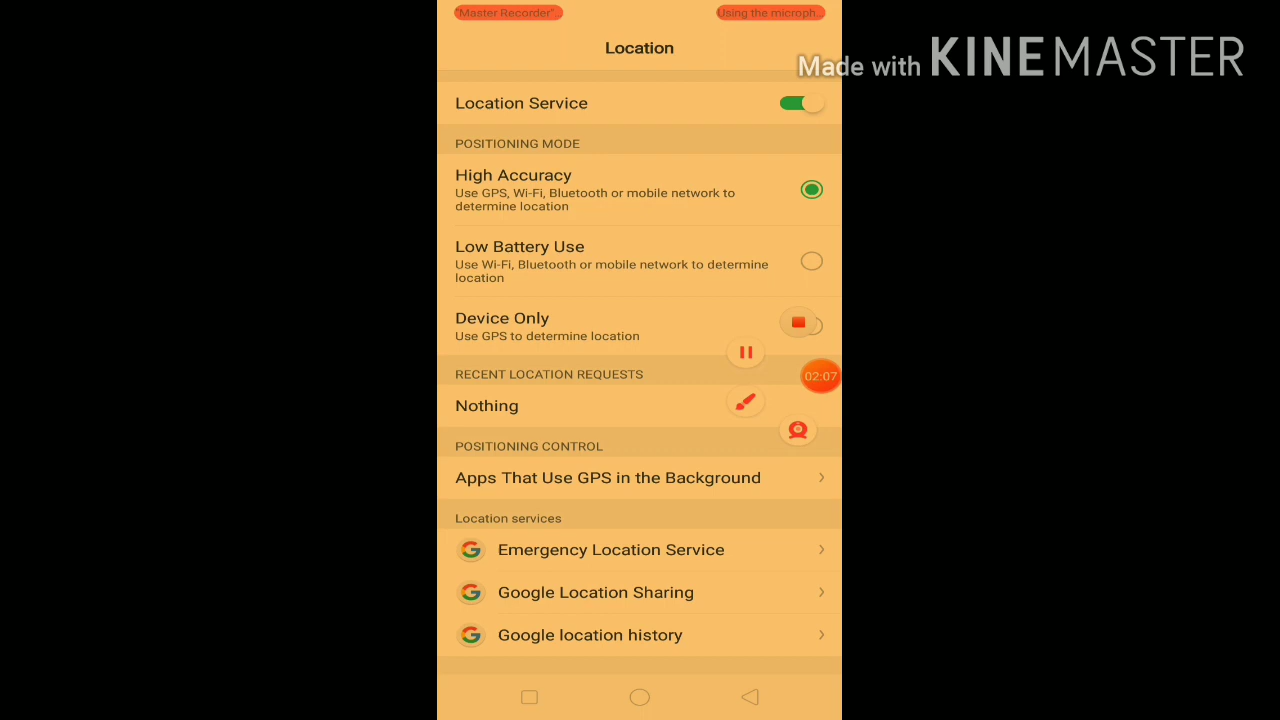 "Master Recorder"...
Using the microph...
Location
Made with KINEMASTER
Location Service
POSITIONING MODE
High Accuracy
Use GPS, Wi-Fi, Bluetooth or mobile network to
determine location
Low Battery Use
Use Wi-Fi, Bluetooth or mobile network to determine
location
Device Only
Use GPS to determine location
02:07
RECENT LOCATION REQUESTS
Nothing
POSITIONING CONTROL
Apps That Use GPS in the Background
Location services
Emergency Location Service
Google Location Sharing
Google location history